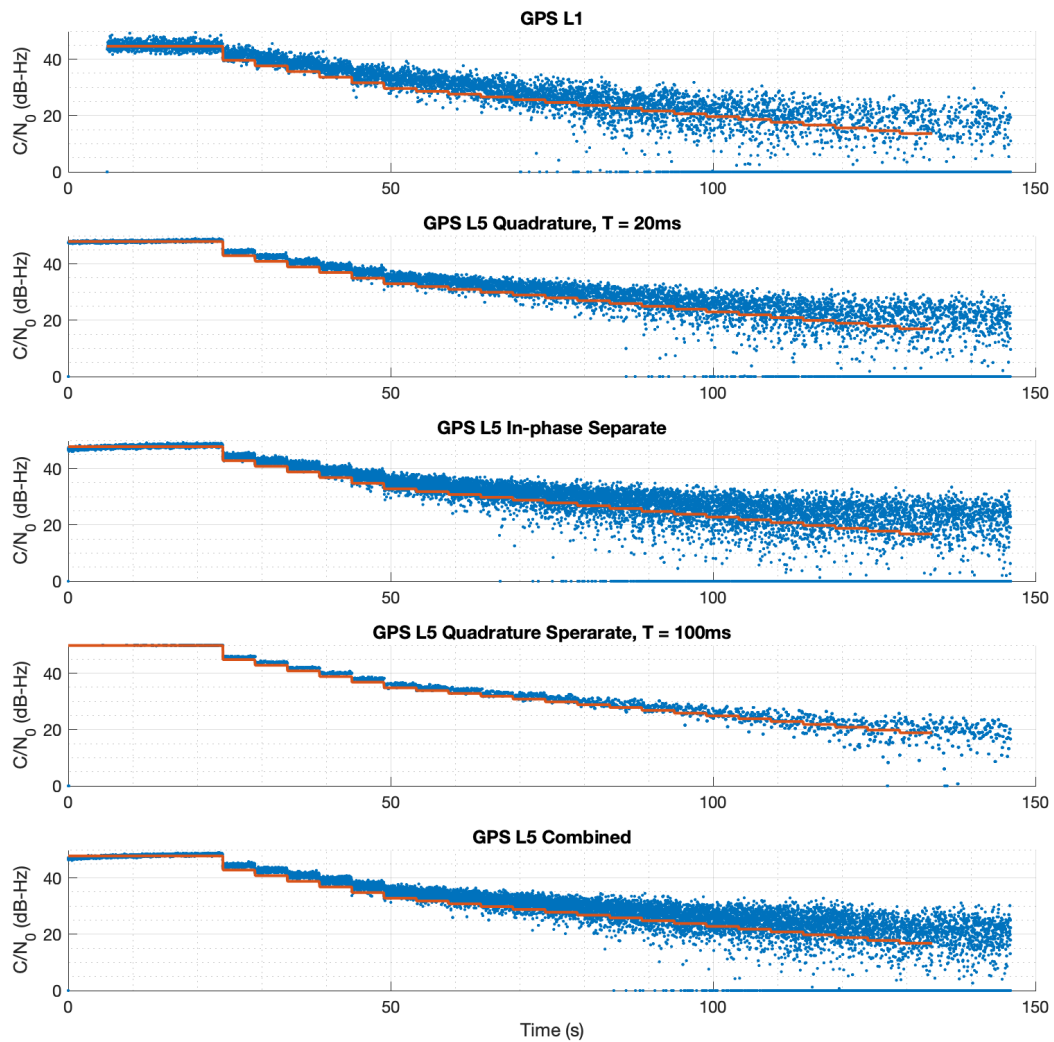 GPS L1
C/N0 (dB-Hz)
40
20
0
0 50 100 150
GPS L5 Quadrature, T = 20ms
C/N0 (dB-Hz)
40
20
0
0 50 100 150
GPS L5 In-phase Separate
C/N0 (dB-Hz)
40
20
0
0 50 100 150
GPS L5 Quadrature Sperarate, T = 100ms
C/N0 (dB-Hz)
40
20
0
0 50 100 150
GPS L5 Combined
C/N0 (dB-Hz)
40
20
0
0 50 100 150
Time (s)